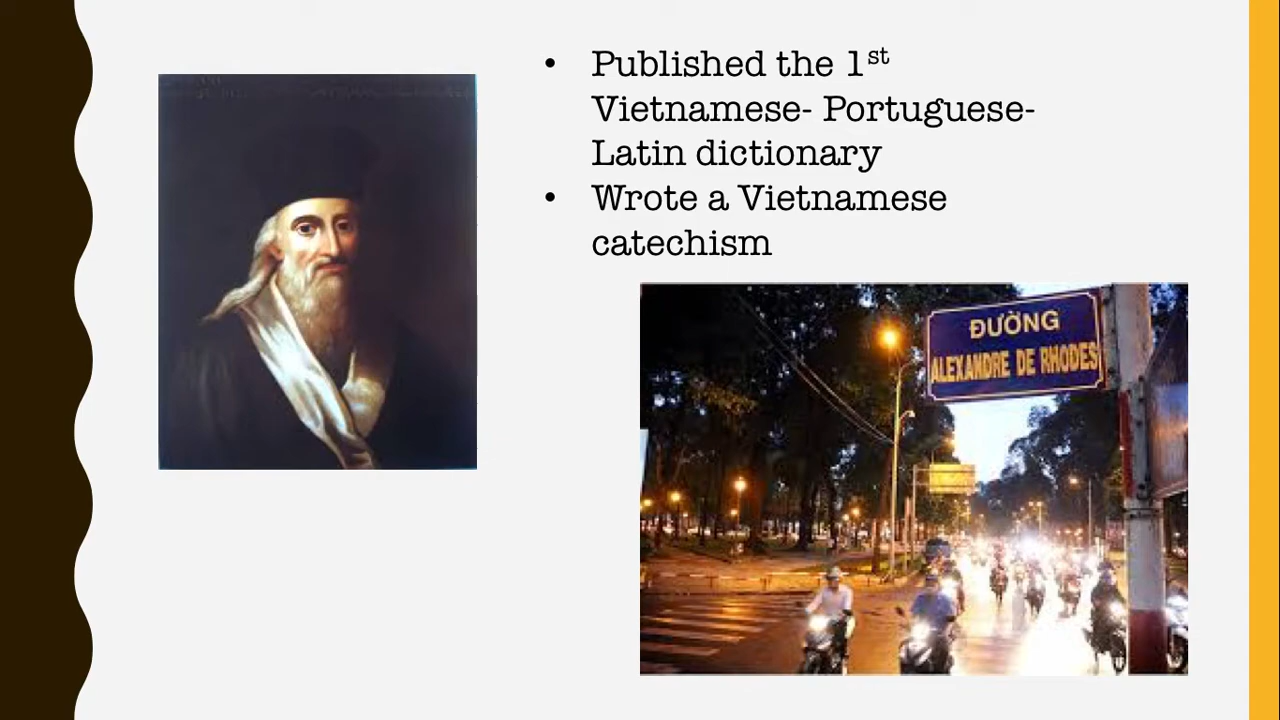 • Published the 1st
Vietnamese- Portuguese-
Latin dictionary
• Wrote a Vietnamese
catechism
ĐƯỜNG
ALEXANDRE DE RHODES